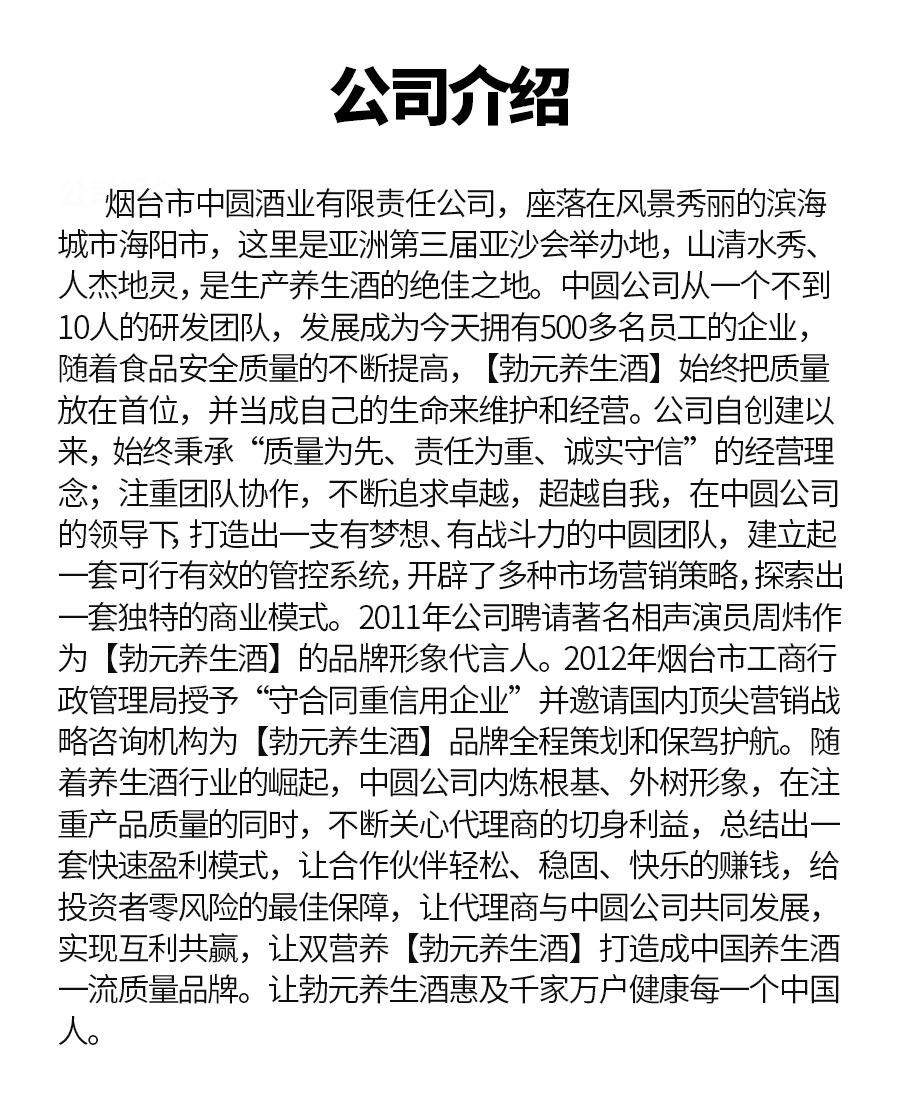 公司介绍
烟台市中圆酒业有限责任公司，座落在风景秀丽的滨海
城市海阳市，这里是亚洲第三届亚沙会举办地，山清水秀、
人杰地灵，是生产养生酒的绝佳之地。中圆公司从一个不到
10人的研发团队，发展成为今天拥有500多名员工的企业，
随着食品安全质量的不断提高，【勃元养生酒】始终把质量
放在首位，并当成自己的生命来维护和经营。公司自创建以
来，始终秉承“质量为先、责任为重、诚实守信”的经营理
念；注重团队协作，不断追求卓越，超越自我，在中圆公司
的领导下，打造出一支有梦想、有战斗力的中圆团队，建立起
一套可行有效的管控系统，开辟了多种市场营销策略，探索出
一套独特的商业模式。2011年公司聘请著名相声演员周炜作
为【勃元养生酒】的品牌形象代言人。2012年烟台市工商行
政管理局授予“守合同重信用企业”并邀请国内顶尖营销战
略咨询机构为【勃元养生酒】品牌全程策划和保驾护航。随
着养生酒行业的崛起，中圆公司内炼根基、外树形象，在注
重产品质量的同时，不断关心代理商的切身利益，总结出一
套快速盈利模式，让合作伙伴轻松、稳固、快乐的赚钱，给
投资者零风险的最佳保障，让代理商与中圆公司共同发展，
实现互利共赢，让双营养【勃元养生酒】打造成中国养生酒
一流质量品牌。让勃元养生酒惠及千家万户健康每一个中国
人。